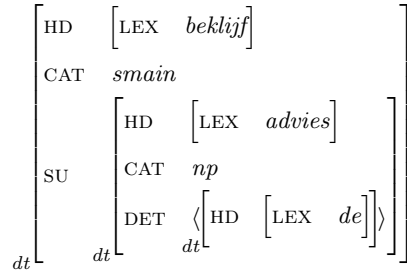 HD [LEX beklijf]
CAT smain
HD [LEX advies]
CAT np
SU
DET ⟨[HD [LEX de]]⟩
dt
dt
dt